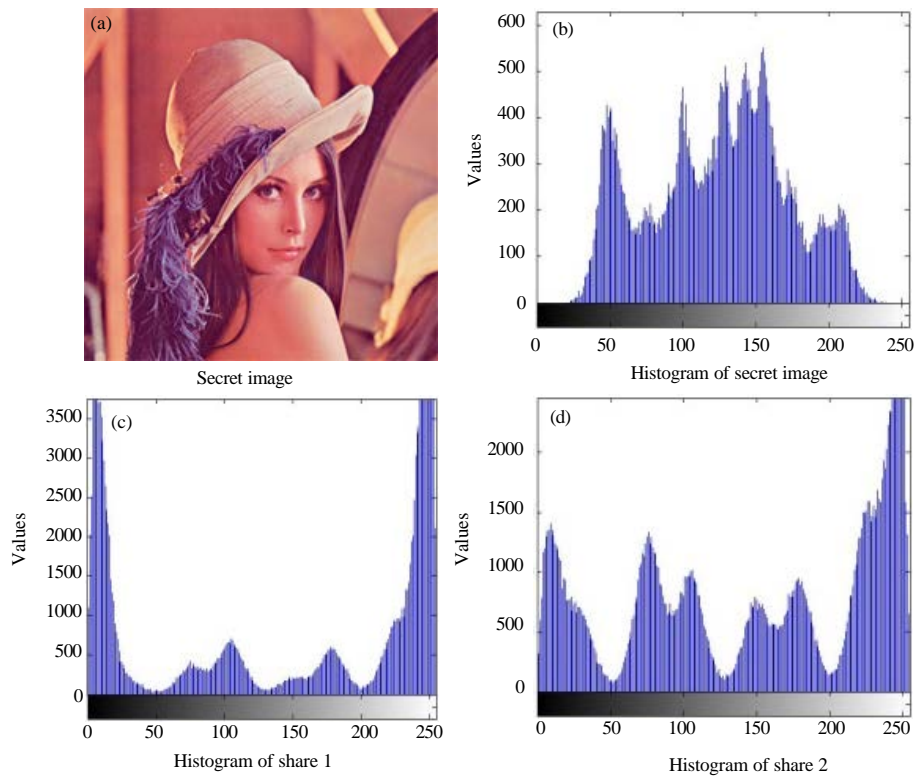 (a)
Secret image
(b)
600
500
400
300
200
100
0
Values
0 50 100 150 200 250
Histogram of secret image
(c)
3500
3000
2500
2000
1500
1000
500
0
Values
0 50 100 150 200 250
Histogram of share 1
(d)
2000
1500
1000
500
0
Values
0 50 100 150 200 250
Histogram of share 2